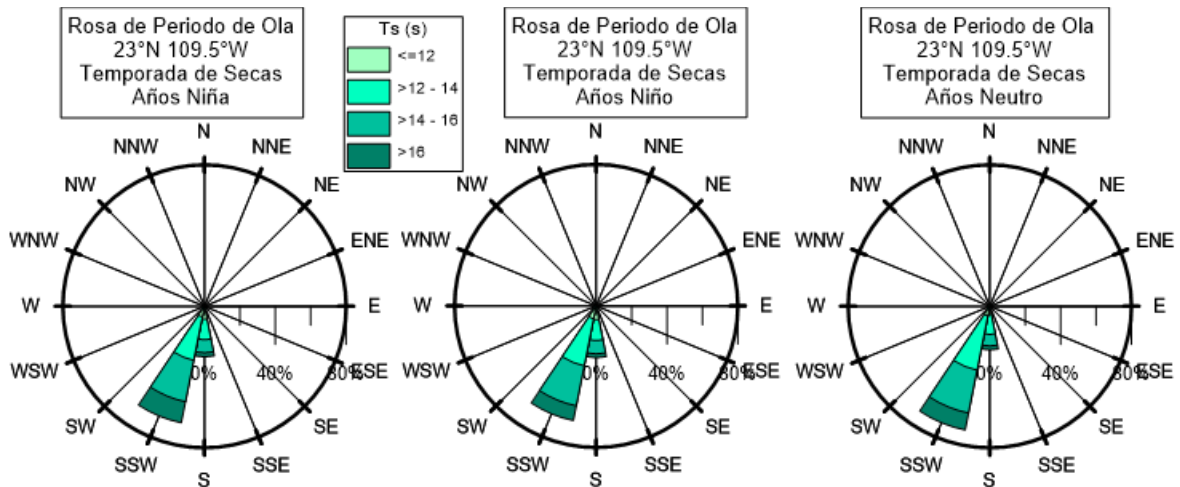 Rosa de Periodo de Ola
23°N 109.5°W
Temporada de Secas
Años Niña
Ts (s)
<=12
>12 - 14
>14 - 16
>16
Rosa de Periodo de Ola
23°N 109.5°W
Temporada de Secas
Años Niño
Rosa de Periodo de Ola
23°N 109.5°W
Temporada de Secas
Años Neutro
N
NNE
NE
ENE
E
ESE
SE
SSE
S
SSW
SW
WSW
W
WNW
NW
NNW
0%
40%
80%
N
NNE
NE
ENE
E
ESE
SE
SSE
S
SSW
SW
WSW
W
WNW
NW
NNW
0%
40%
80%
N
NNE
NE
ENE
E
ESE
SE
SSE
S
SSW
SW
WSW
W
WNW
NW
NNW
0%
40%
80%